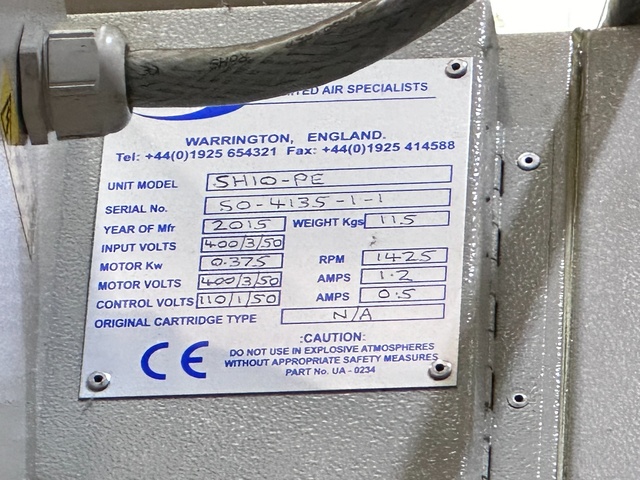 AIR SPECIALISTS
WARRINGTON, ENGLAND.
Tel: +44(0)1925 654321 Fax: +44(0)1925 414588
UNIT MODEL SH10-PE
SERIAL No. SO-4135-1-1
YEAR OF Mfr 2015 WEIGHT Kgs 115
INPUT VOLTS 400/3/50
MOTOR Kw 0.375 RPM 1425
MOTOR VOLTS 400/3/50 AMPS 1.2
CONTROL VOLTS 110/1/50 AMPS 0.5
ORIGINAL CARTRIDGE TYPE N/A
:CAUTION:
CE DO NOT USE IN EXPLOSIVE ATMOSPHERES
WITHOUT APPROPRIATE SAFETY MEASURES
PART No. UA - 0234